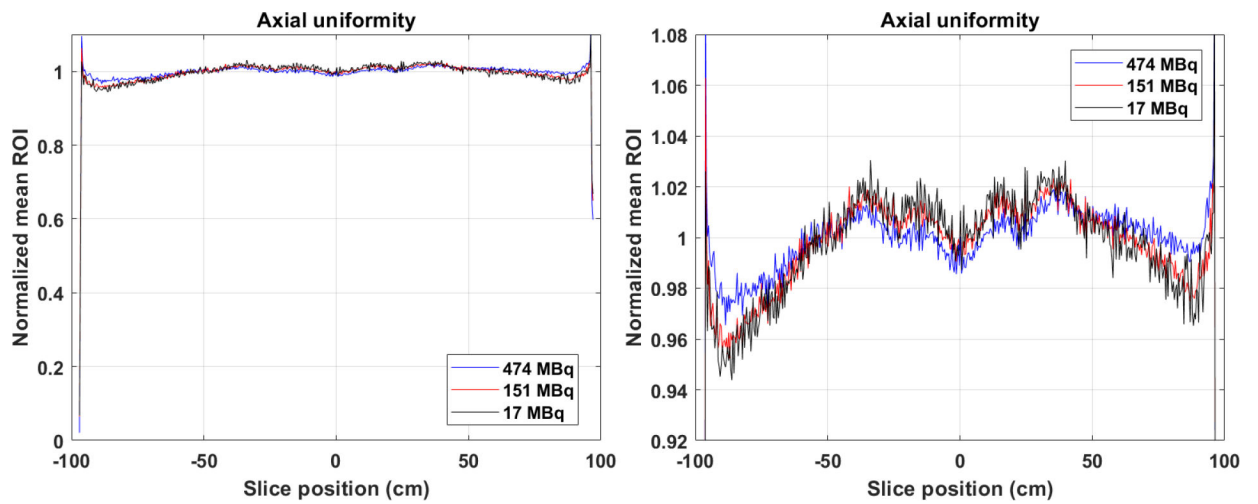 Axial uniformity
Normalized mean ROI
1
0.8
0.6
0.4
0.2
0
-100
-50
0
50
100
Slice position (cm)
474 MBq
151 MBq
17 MBq
Axial uniformity
Normalized mean ROI
1.08
1.06
1.04
1.02
1
0.98
0.96
0.94
0.92
-100
-50
0
50
100
Slice position (cm)
474 MBq
151 MBq
17 MBq